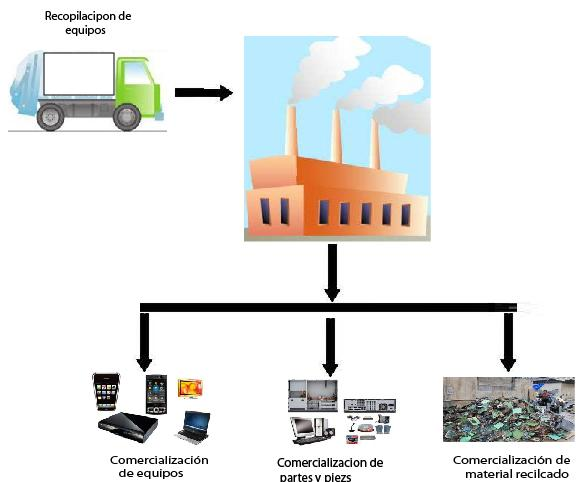 Recopilacipon de
equipos
Comercialización
de equipos
Comercializacion de
partes y piezs
Comercialización de
material recilcado